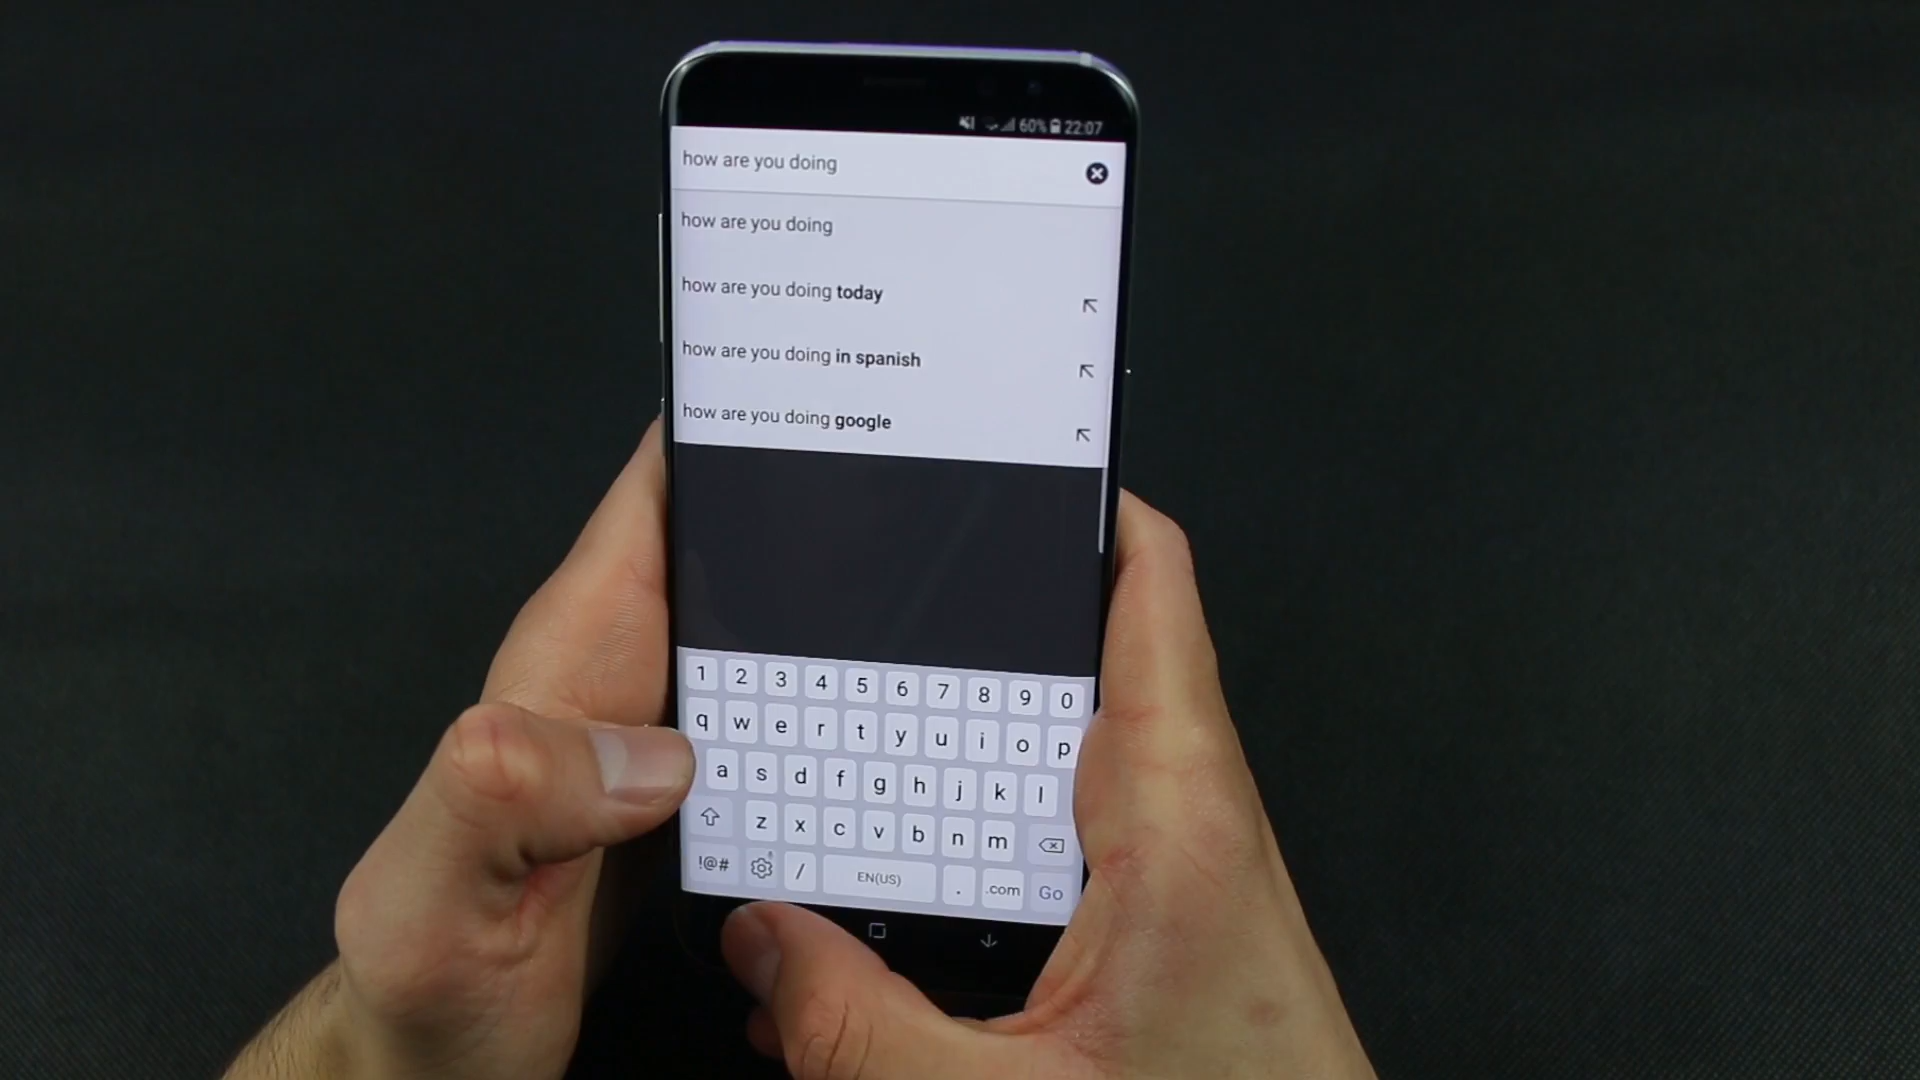 60% 22:07
how are you doing
how are you doing
how are you doing today
how are you doing in spanish
how are you doing google
1 2 3 4 5 6 7 8 9 0
q w e r t y u i o p
a s d f g h j k l
z x c v b n m
!@# / EN(US) . .com Go